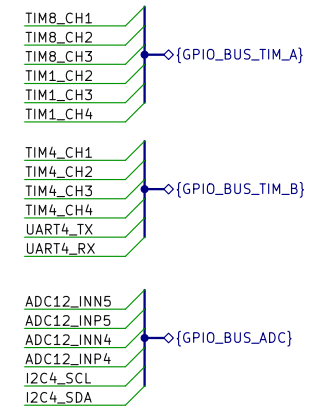 TIM8_CH1
TIM8_CH2
TIM8_CH3
TIM1_CH2
TIM1_CH3
TIM1_CH4
{GPIO_BUS_TIM_A}
TIM4_CH1
TIM4_CH2
TIM4_CH3
TIM4_CH4
UART4_TX
UART4_RX
{GPIO_BUS_TIM_B}
ADC12_INN5
ADC12_INP5
ADC12_INN4
ADC12_INP4
I2C4_SCL
I2C4_SDA
{GPIO_BUS_ADC}